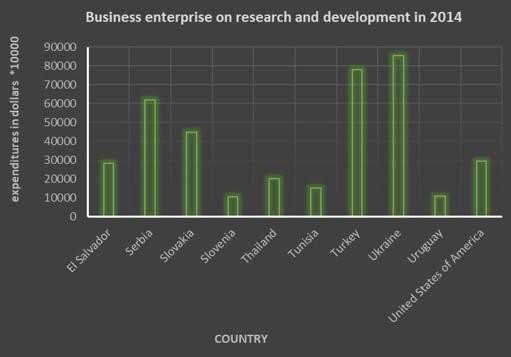 Business enterprise on research and development in 2014
expenditures in dollars *10000
90000
80000
70000
60000
50000
40000
30000
20000
10000
0
El Salvador
Serbia
Slovakia
Slovenia
Thailand
Tunisia
Turkey
Ukraine
Uruguay
United States of America
COUNTRY